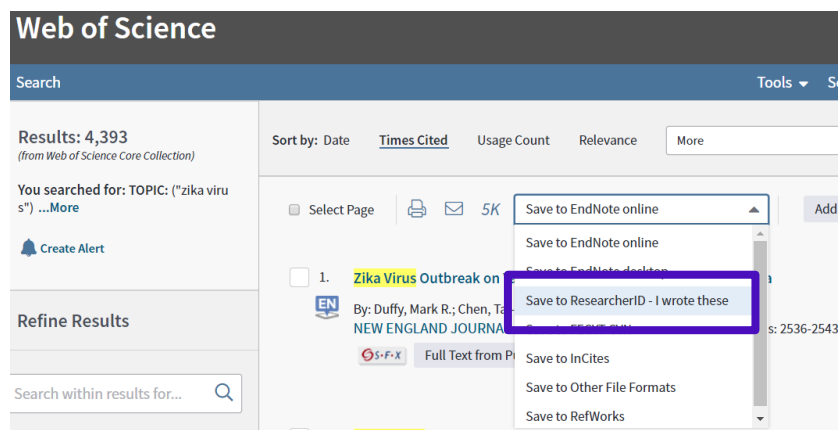 Web of Science
Search
Tools
Results: 4,393
(from Web of Science Core Collection)
You searched for: TOPIC: ("zika viru
s") ...More
Create Alert
Refine Results
Search within results for...
Sort by: Date Times Cited Usage Count Relevance More
Select Page 5K Save to EndNote online Add
Save to EndNote online
Save to EndNote desktop
Save to ResearcherID - I wrote these
Save to InCites
Save to Other File Formats
Save to RefWorks
1. Zika Virus Outbreak on
EN By: Duffy, Mark R.; Chen,
NEW ENGLAND s: 2536-2543
S·F·X Full Text from